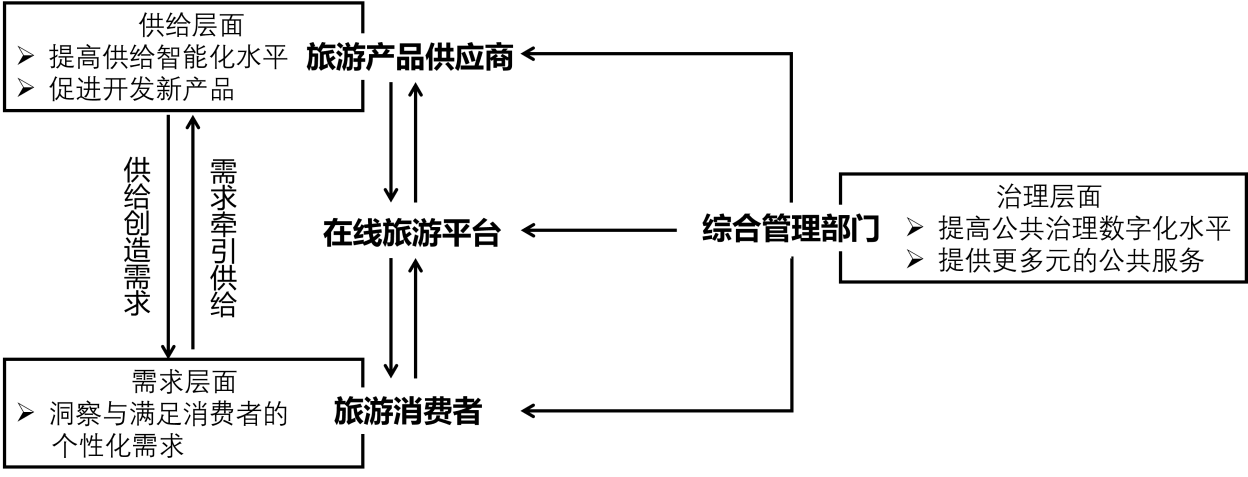 供给层面
➢ 提高供给智能化水平
➢ 促进开发新产品
旅游产品供应商
供给创造需求
需求牵引供给
在线旅游平台
综合管理部门
治理层面
➢ 提高公共治理数字化水平
➢ 提供更多元的公共服务
需求层面
➢ 洞察与满足消费者的
个性化需求
旅游消费者